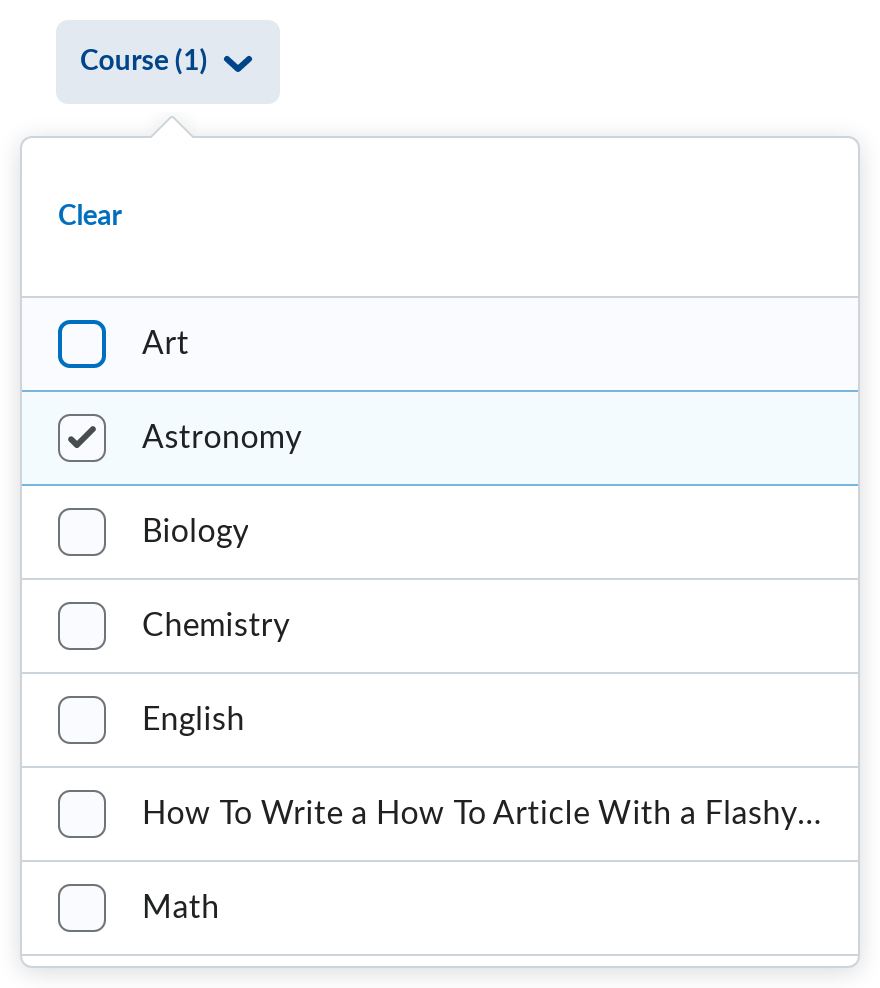 Course (1)
Clear
Art
Astronomy
Biology
Chemistry
English
How To Write a How To Article With a Flashy...
Math